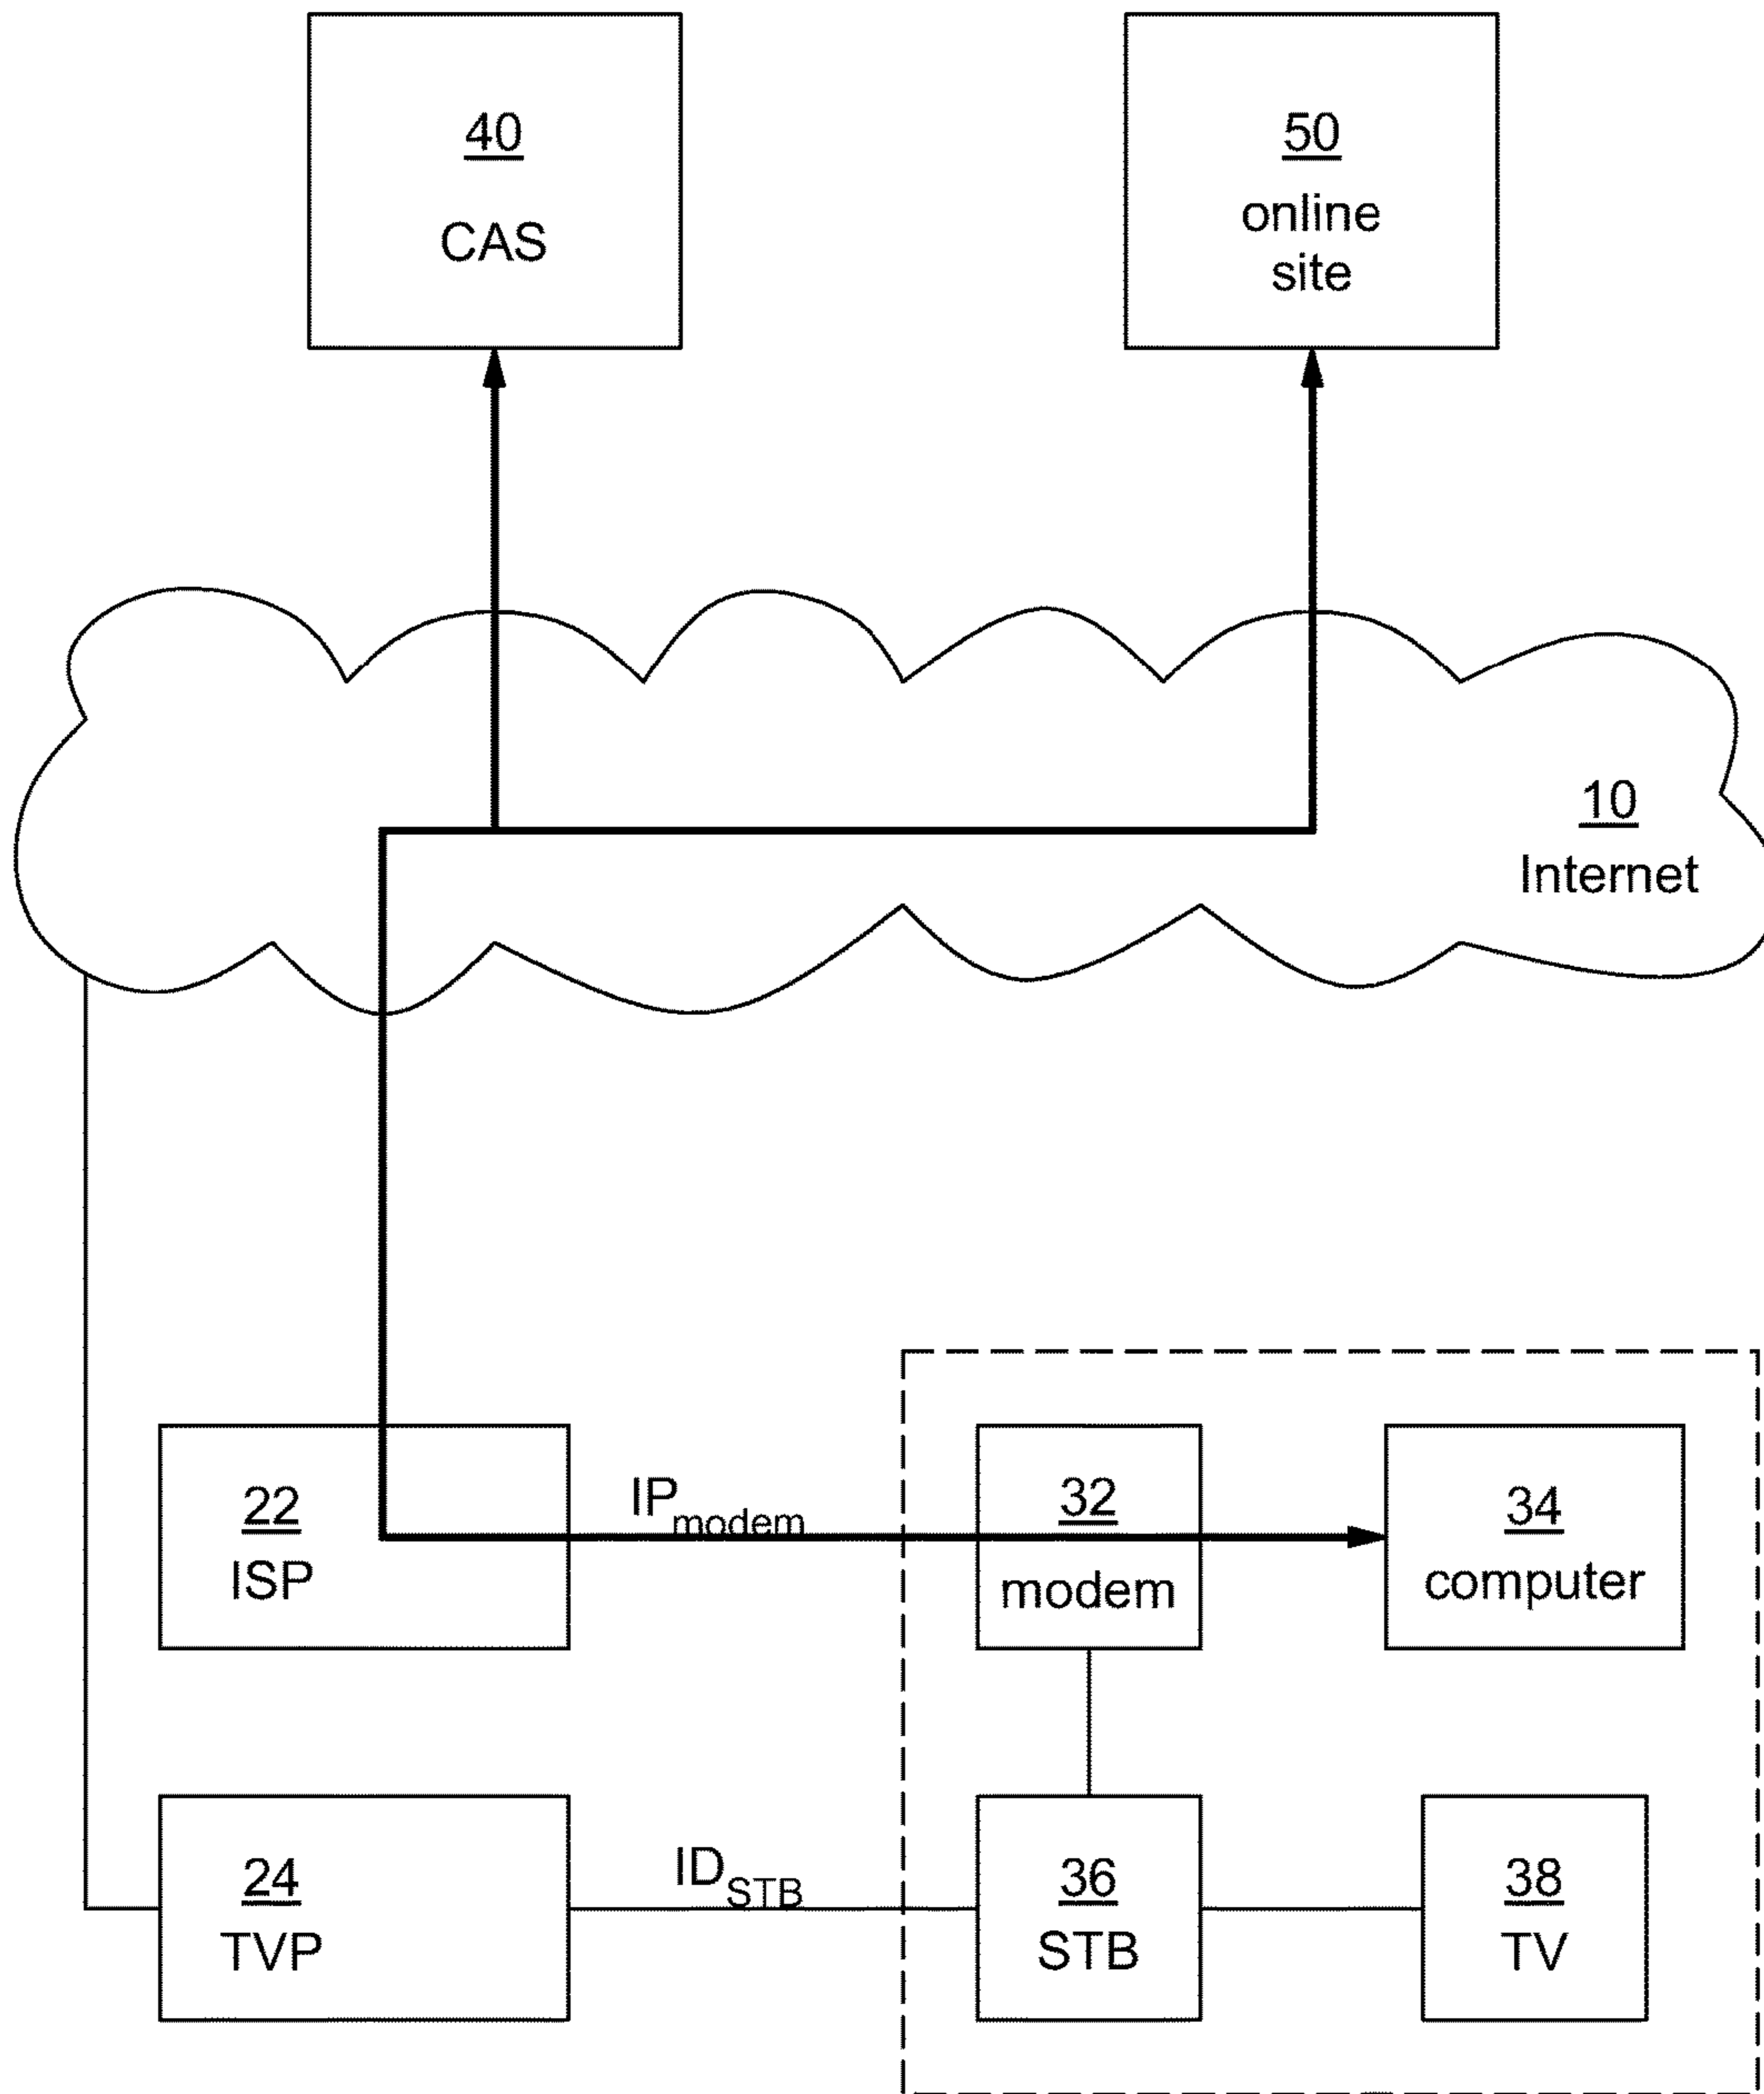 40
CAS
50
online
site
10
Internet
22
ISP
IPmodem
32
modem
34
computer
24
TVP
IDSTB
36
STB
38
TV